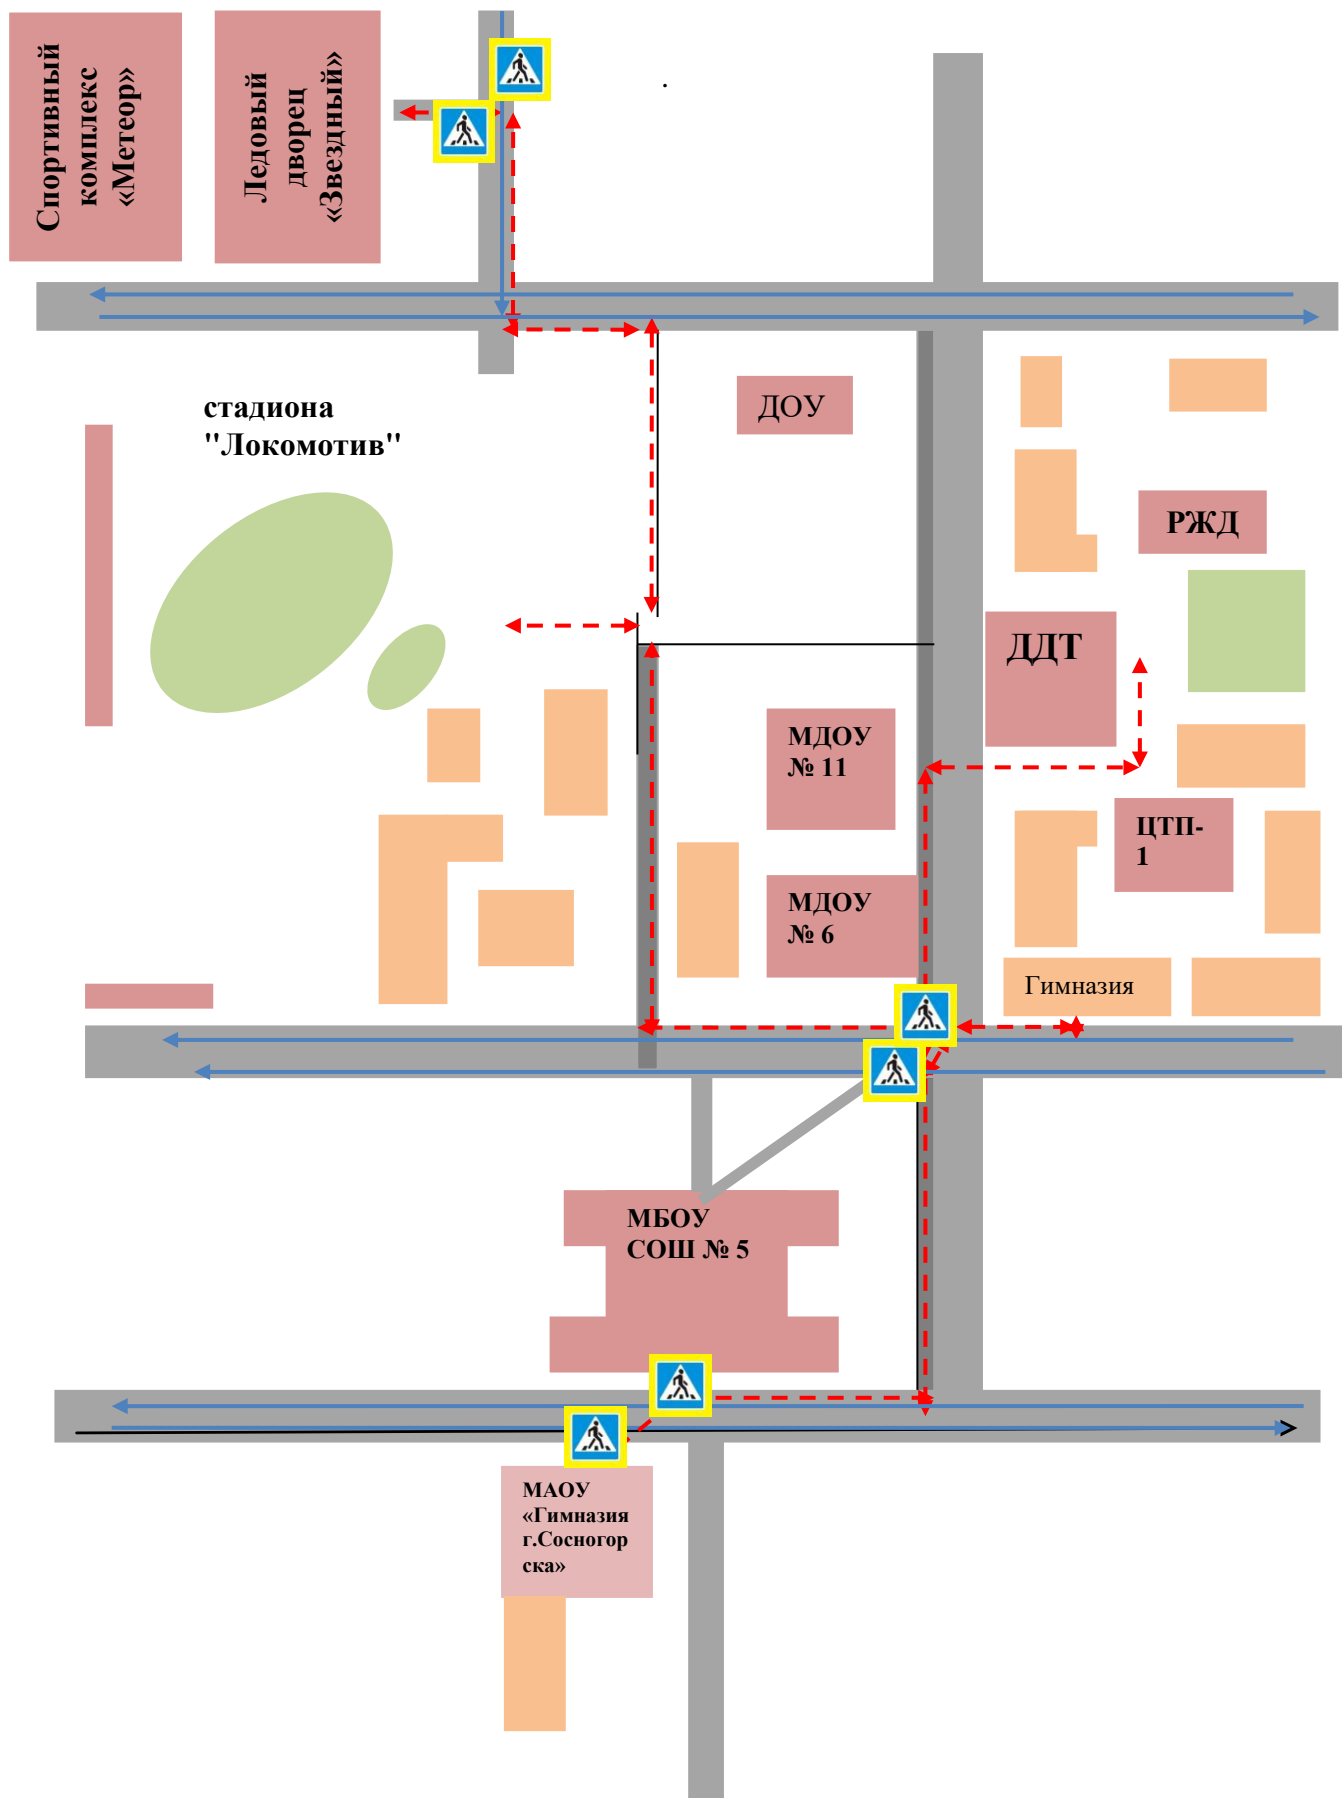 Спортивный
комплекс
«Метеор»
Ледовый
дворец
«Звездный»
.
стадиона
"Локомотив"
ДОУ
РЖД
ДДТ
МДОУ
№ 11
ЦТП-
1
МДОУ
№ 6
Гимназия
МБОУ
СОШ № 5
МАОУ
«Гимназия
г.Сосногор
ска»